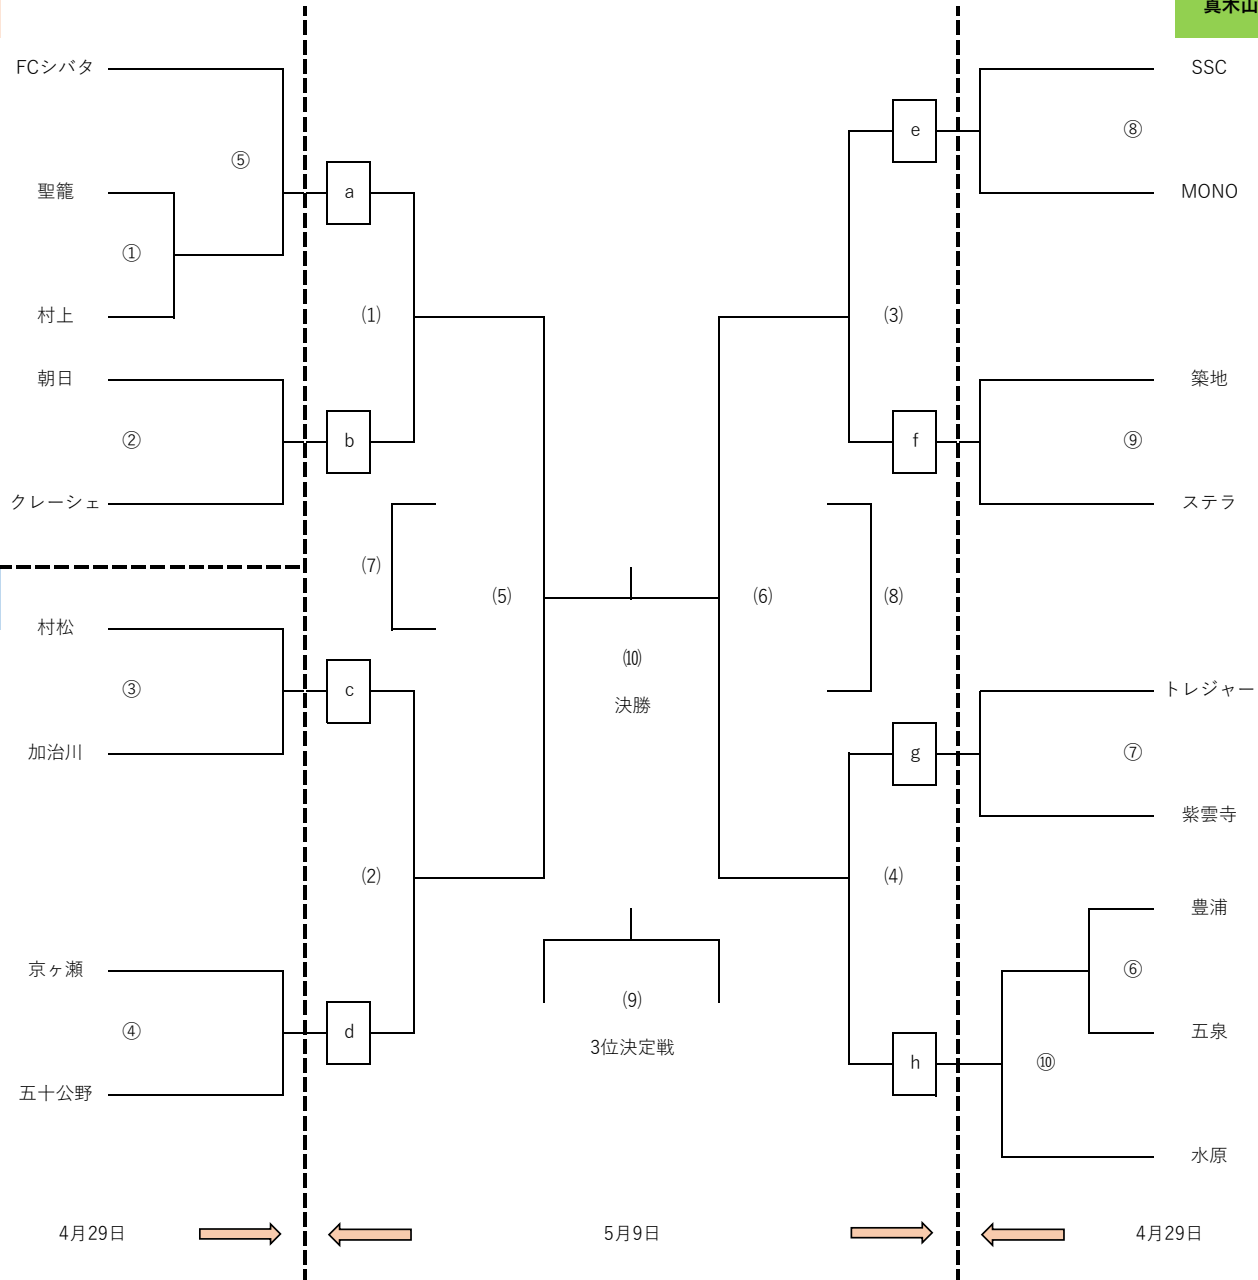 真木山
FCシバタ
⑤
聖籠
①
村上
朝日
②
クレーシェ
村松
③
加治川
京ヶ瀬
④
五十公野
a
(1)
b
(7)
(5)
c
(2)
d
⑽
決勝
(9)
3位決定戦
e
(3)
f
(6)
(8)
g
(4)
h
SSC
⑧
MONO
築地
⑨
ステラ
トレジャー
⑦
紫雲寺
豊浦
⑥
五泉
⑩
水原
4月29日
5月9日
4月29日